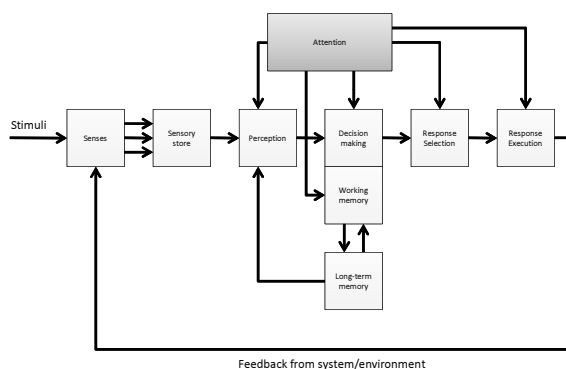 Attention
Stimuli
Senses
Sensory
store
Perception
Decision
making
Response
Selection
Response
Execution
Working
memory
Long-term
memory
Feedback from system/environment